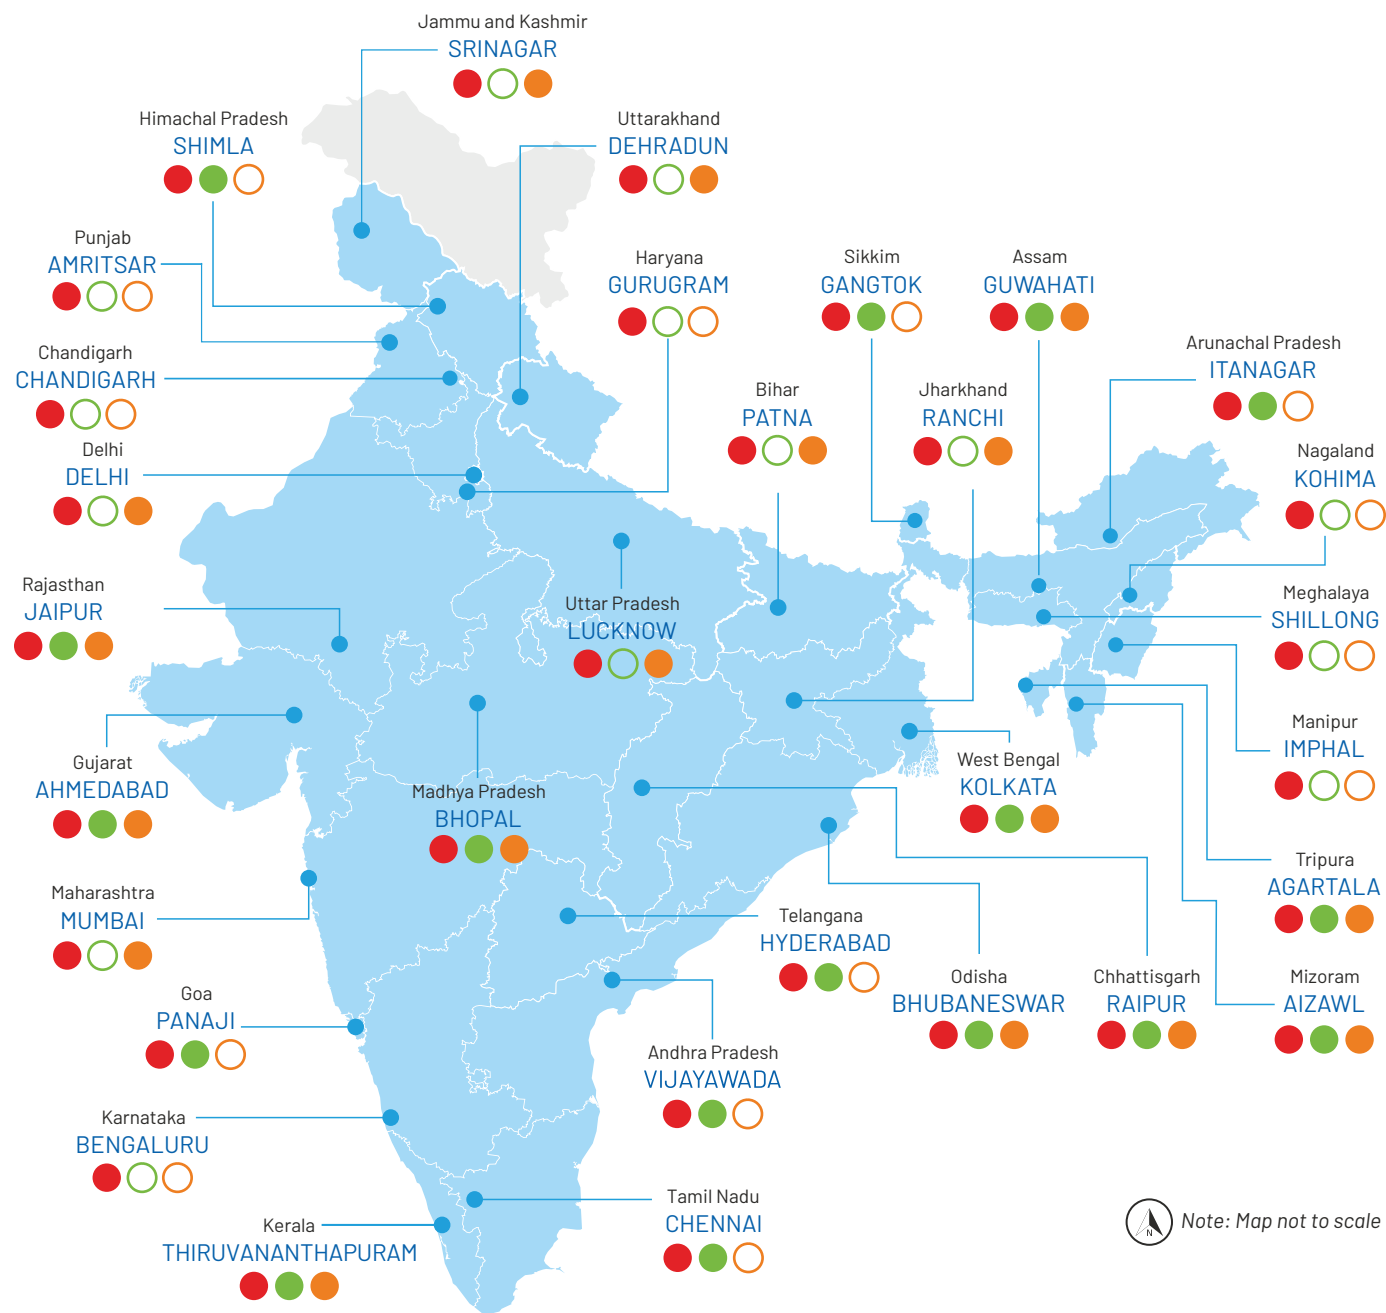 Jammu and Kashmir
SRINAGAR
Himachal Pradesh
SHIMLA
Uttarakhand
DEHRADUN
Punjab
AMRITSAR
Haryana
GURUGRAM
Sikkim
GANGTOK
Assam
GUWAHATI
Chandigarh
CHANDIGARH
Arunachal Pradesh
ITANAGAR
Bihar
PATNA
Jharkhand
RANCHI
Delhi
DELHI
Nagaland
KOHIMA
Rajasthan
JAIPUR
Uttar Pradesh
LUCKNOW
Meghalaya
SHILLONG
Manipur
IMPHAL
Gujarat
AHMEDABAD
Madhya Pradesh
BHOPAL
West Bengal
KOLKATA
Tripura
AGARTALA
Maharashtra
MUMBAI
Telangana
HYDERABAD
Odisha
BHUBANESWAR
Chhattisgarh
RAIPUR
Mizoram
AIZAWL
Goa
PANAJI
Andhra Pradesh
VIJAYAWADA
Karnataka
BENGALURU
Tamil Nadu
CHENNAI
Kerala
THIRUVANANTHAPURAM
N
Note: Map not to scale